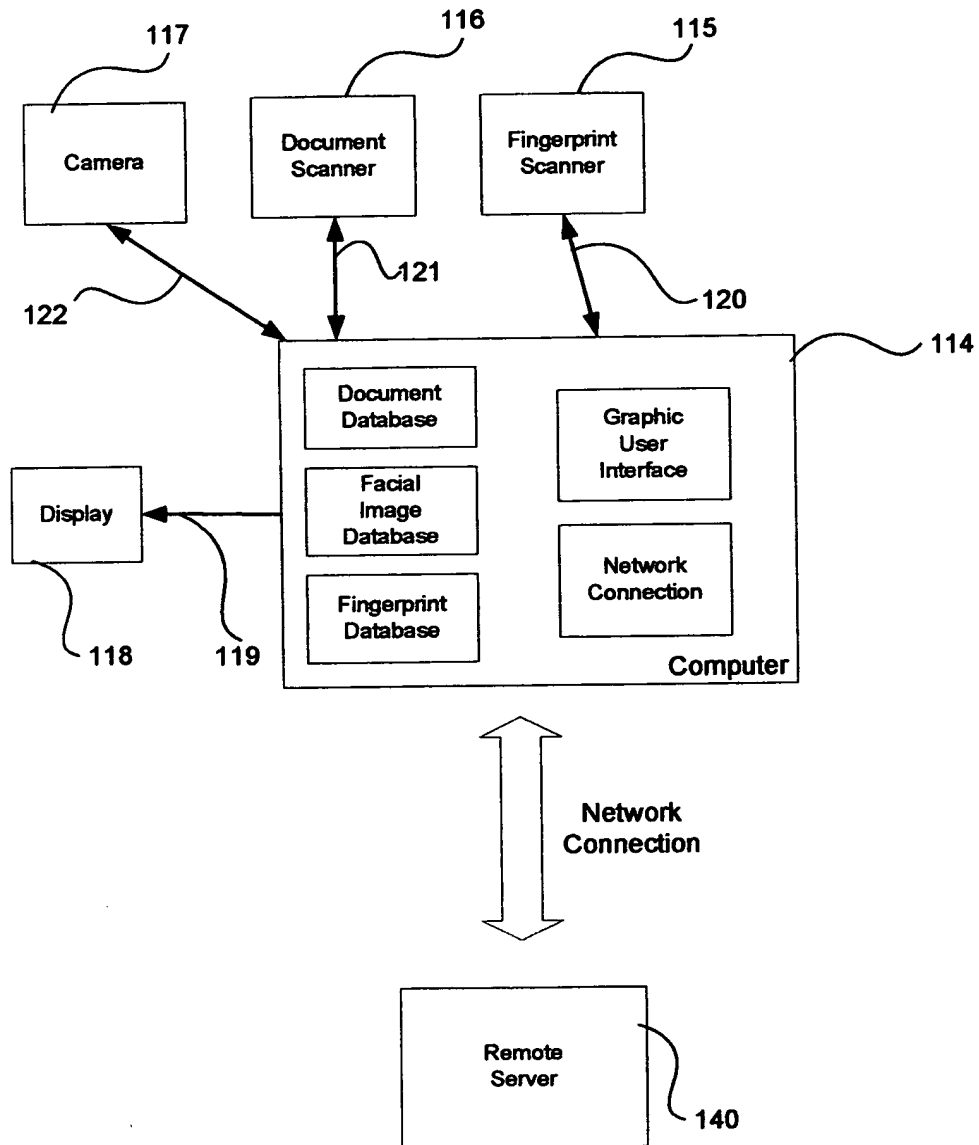 117
116
115
Camera
Document
Scanner
Fingerprint
Scanner
122
121
120
114
Document
Database
Graphic
User
Interface
Facial
Image
Database
Display
Network
Connection
Fingerprint
Database
118
119
Computer
Network
Connection
Remote
Server
140